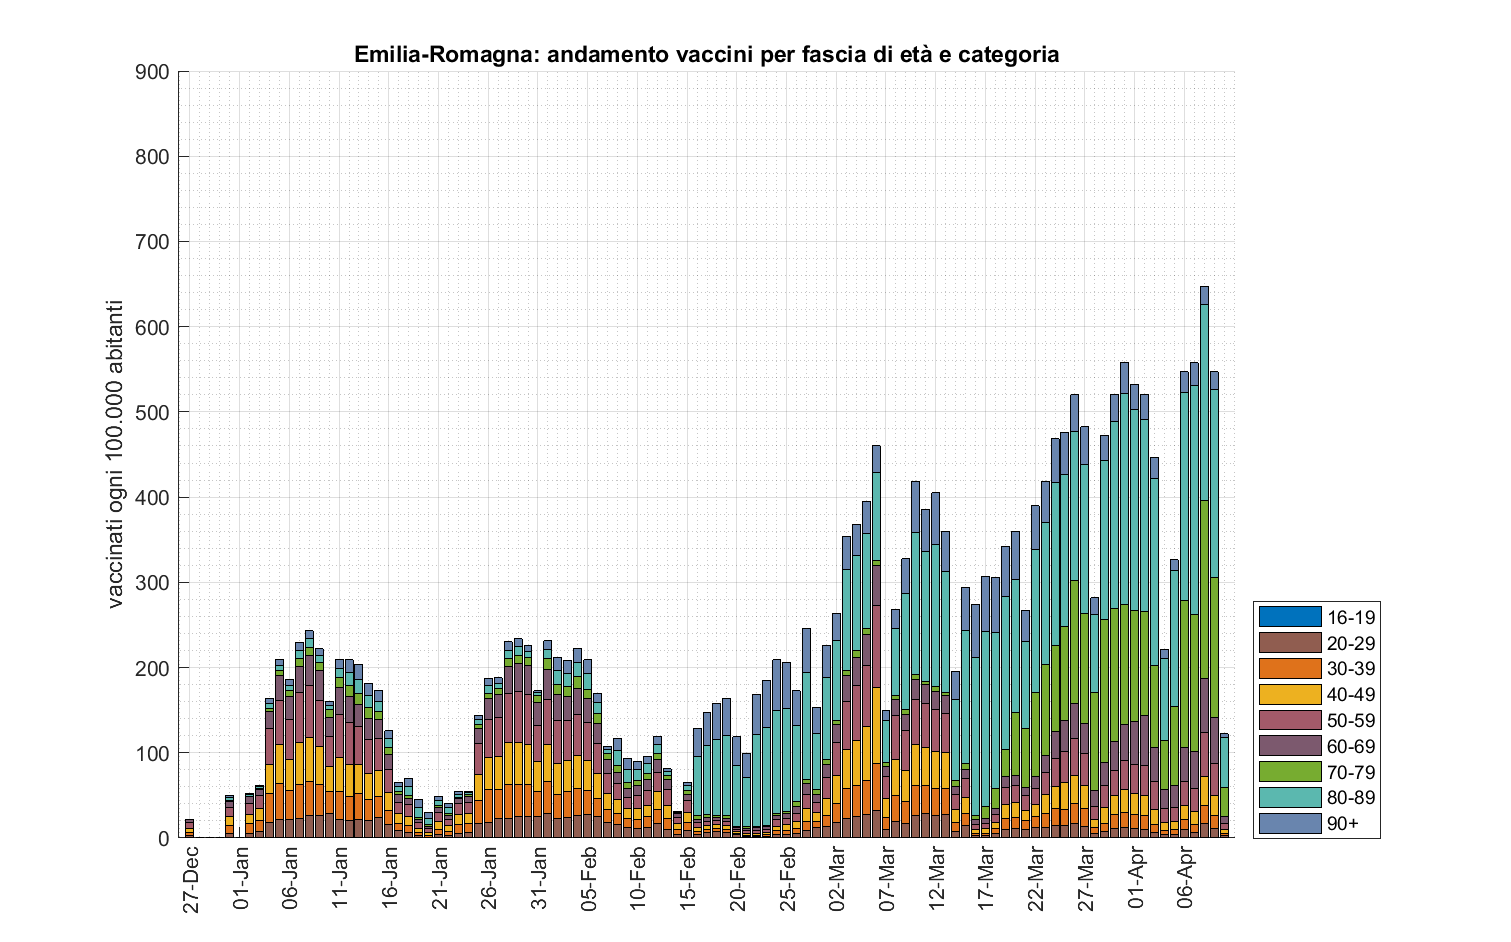 Emilia-Romagna: andamento vaccini per fascia di età e categoria
vaccinati ogni 100.000 abitanti
900
800
700
600
500
400
300
200
100
0
27-Dec
01-Jan
06-Jan
11-Jan
16-Jan
21-Jan
26-Jan
31-Jan
05-Feb
10-Feb
15-Feb
20-Feb
25-Feb
02-Mar
07-Mar
12-Mar
17-Mar
22-Mar
27-Mar
01-Apr
06-Apr
16-19
20-29
30-39
40-49
50-59
60-69
70-79
80-89
90+